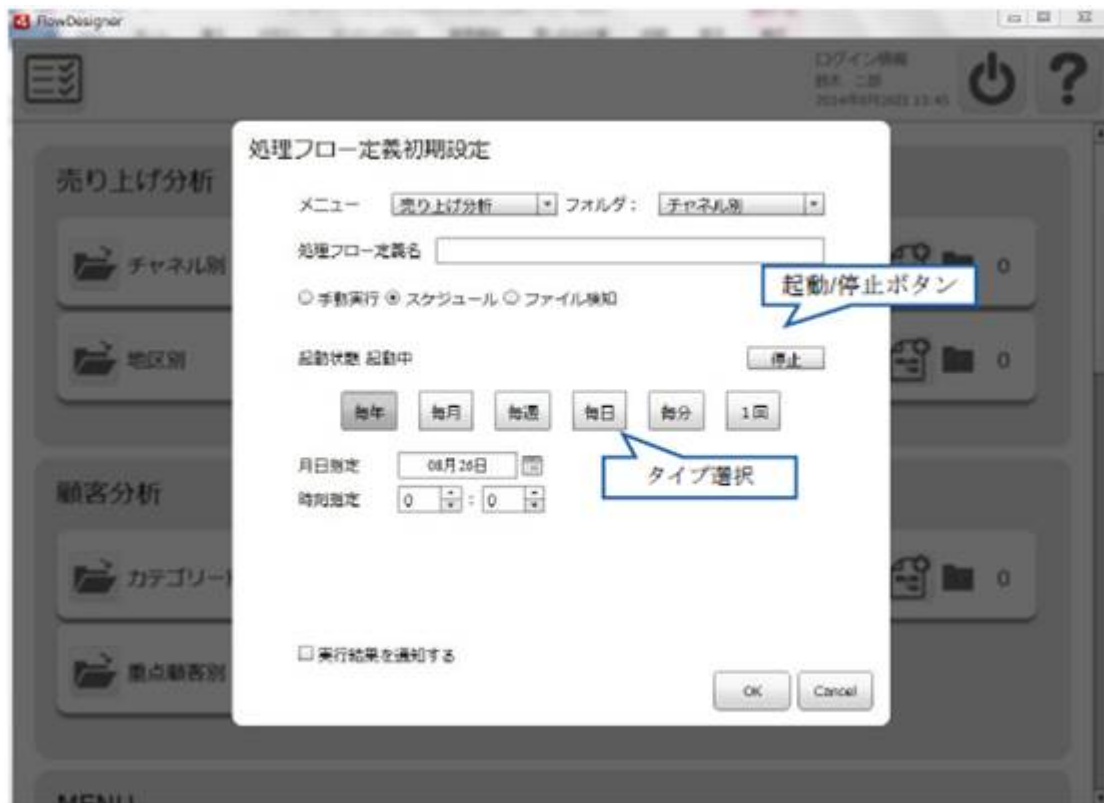 FlowDesigner
ログイン情報
鈴木 二郎
売り上げ分析
チャネル別
0
地区別
0
顧客分析
カテゴリー
0
重点顧客別
MENU
処理フロー定義初期設定
メニュー 売り上げ分析 フォルダ: チャネル別
処理フロー定義名
手動実行 スケジュール ファイル検知
起動/停止ボタン
起動状態 起動中 停止
毎年 毎月 毎週 毎日 毎分 1回
タイプ選択
月日指定 08月26日
時刻指定 0 : 0
実行結果を通知する
OK Cancel